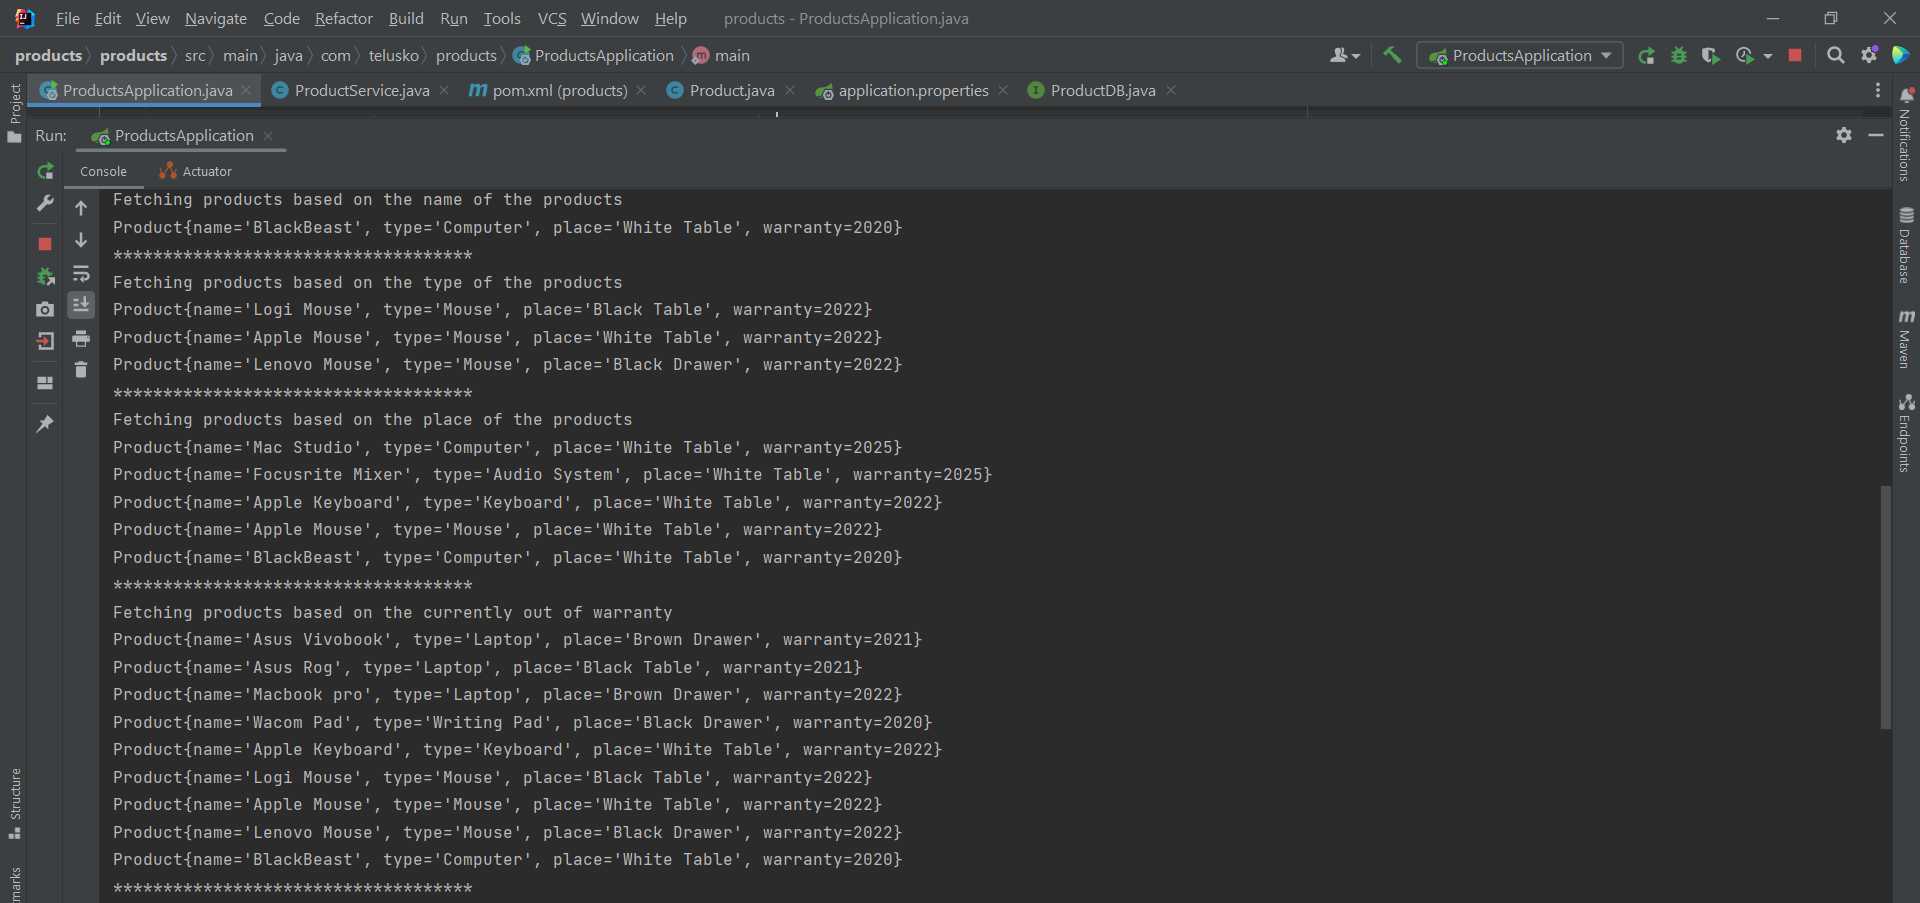 File Edit View Navigate Code Refactor Build Run Tools VCS Window Help products - ProductsApplication.java
products products src main java com telusko products ProductsApplication m main ProductsApplication
ProductsApplication.java ProductService.java pom.xml (products) Product.java application.properties ProductDB.java
Project
Run: ProductsApplication
Console Actuator
Fetching products based on the name of the products
Product{name='BlackBeast', type='Computer', place='White Table', warranty=2020}
************************************
Fetching products based on the type of the products
Product{name='Logi Mouse', type='Mouse', place='Black Table', warranty=2022}
Product{name='Apple Mouse', type='Mouse', place='White Table', warranty=2022}
Product{name='Lenovo Mouse', type='Mouse', place='Black Drawer', warranty=2022}
************************************
Fetching products based on the place of the products
Product{name='Mac Studio', type='Computer', place='White Table', warranty=2025}
Product{name='Focusrite Mixer', type='Audio System', place='White Table', warranty=2025}
Product{name='Apple Keyboard', type='Keyboard', place='White Table', warranty=2022}
Product{name='Apple Mouse', type='Mouse', place='White Table', warranty=2022}
Product{name='BlackBeast', type='Computer', place='White Table', warranty=2020}
************************************
Fetching products based on the currently out of warranty
Product{name='Asus Vivobook', type='Laptop', place='Brown Drawer', warranty=2021}
Product{name='Asus Rog', type='Laptop', place='Black Table', warranty=2021}
Product{name='Macbook pro', type='Laptop', place='Brown Drawer', warranty=2022}
Product{name='Wacom Pad', type='Writing Pad', place='Black Drawer', warranty=2020}
Product{name='Apple Keyboard', type='Keyboard', place='White Table', warranty=2022}
Product{name='Logi Mouse', type='Mouse', place='Black Table', warranty=2022}
Product{name='Apple Mouse', type='Mouse', place='White Table', warranty=2022}
Product{name='Lenovo Mouse', type='Mouse', place='Black Drawer', warranty=2022}
Product{name='BlackBeast', type='Computer', place='White Table', warranty=2020}
************************************
Structure
marks
Notifications
Database
Maven
Endpoints